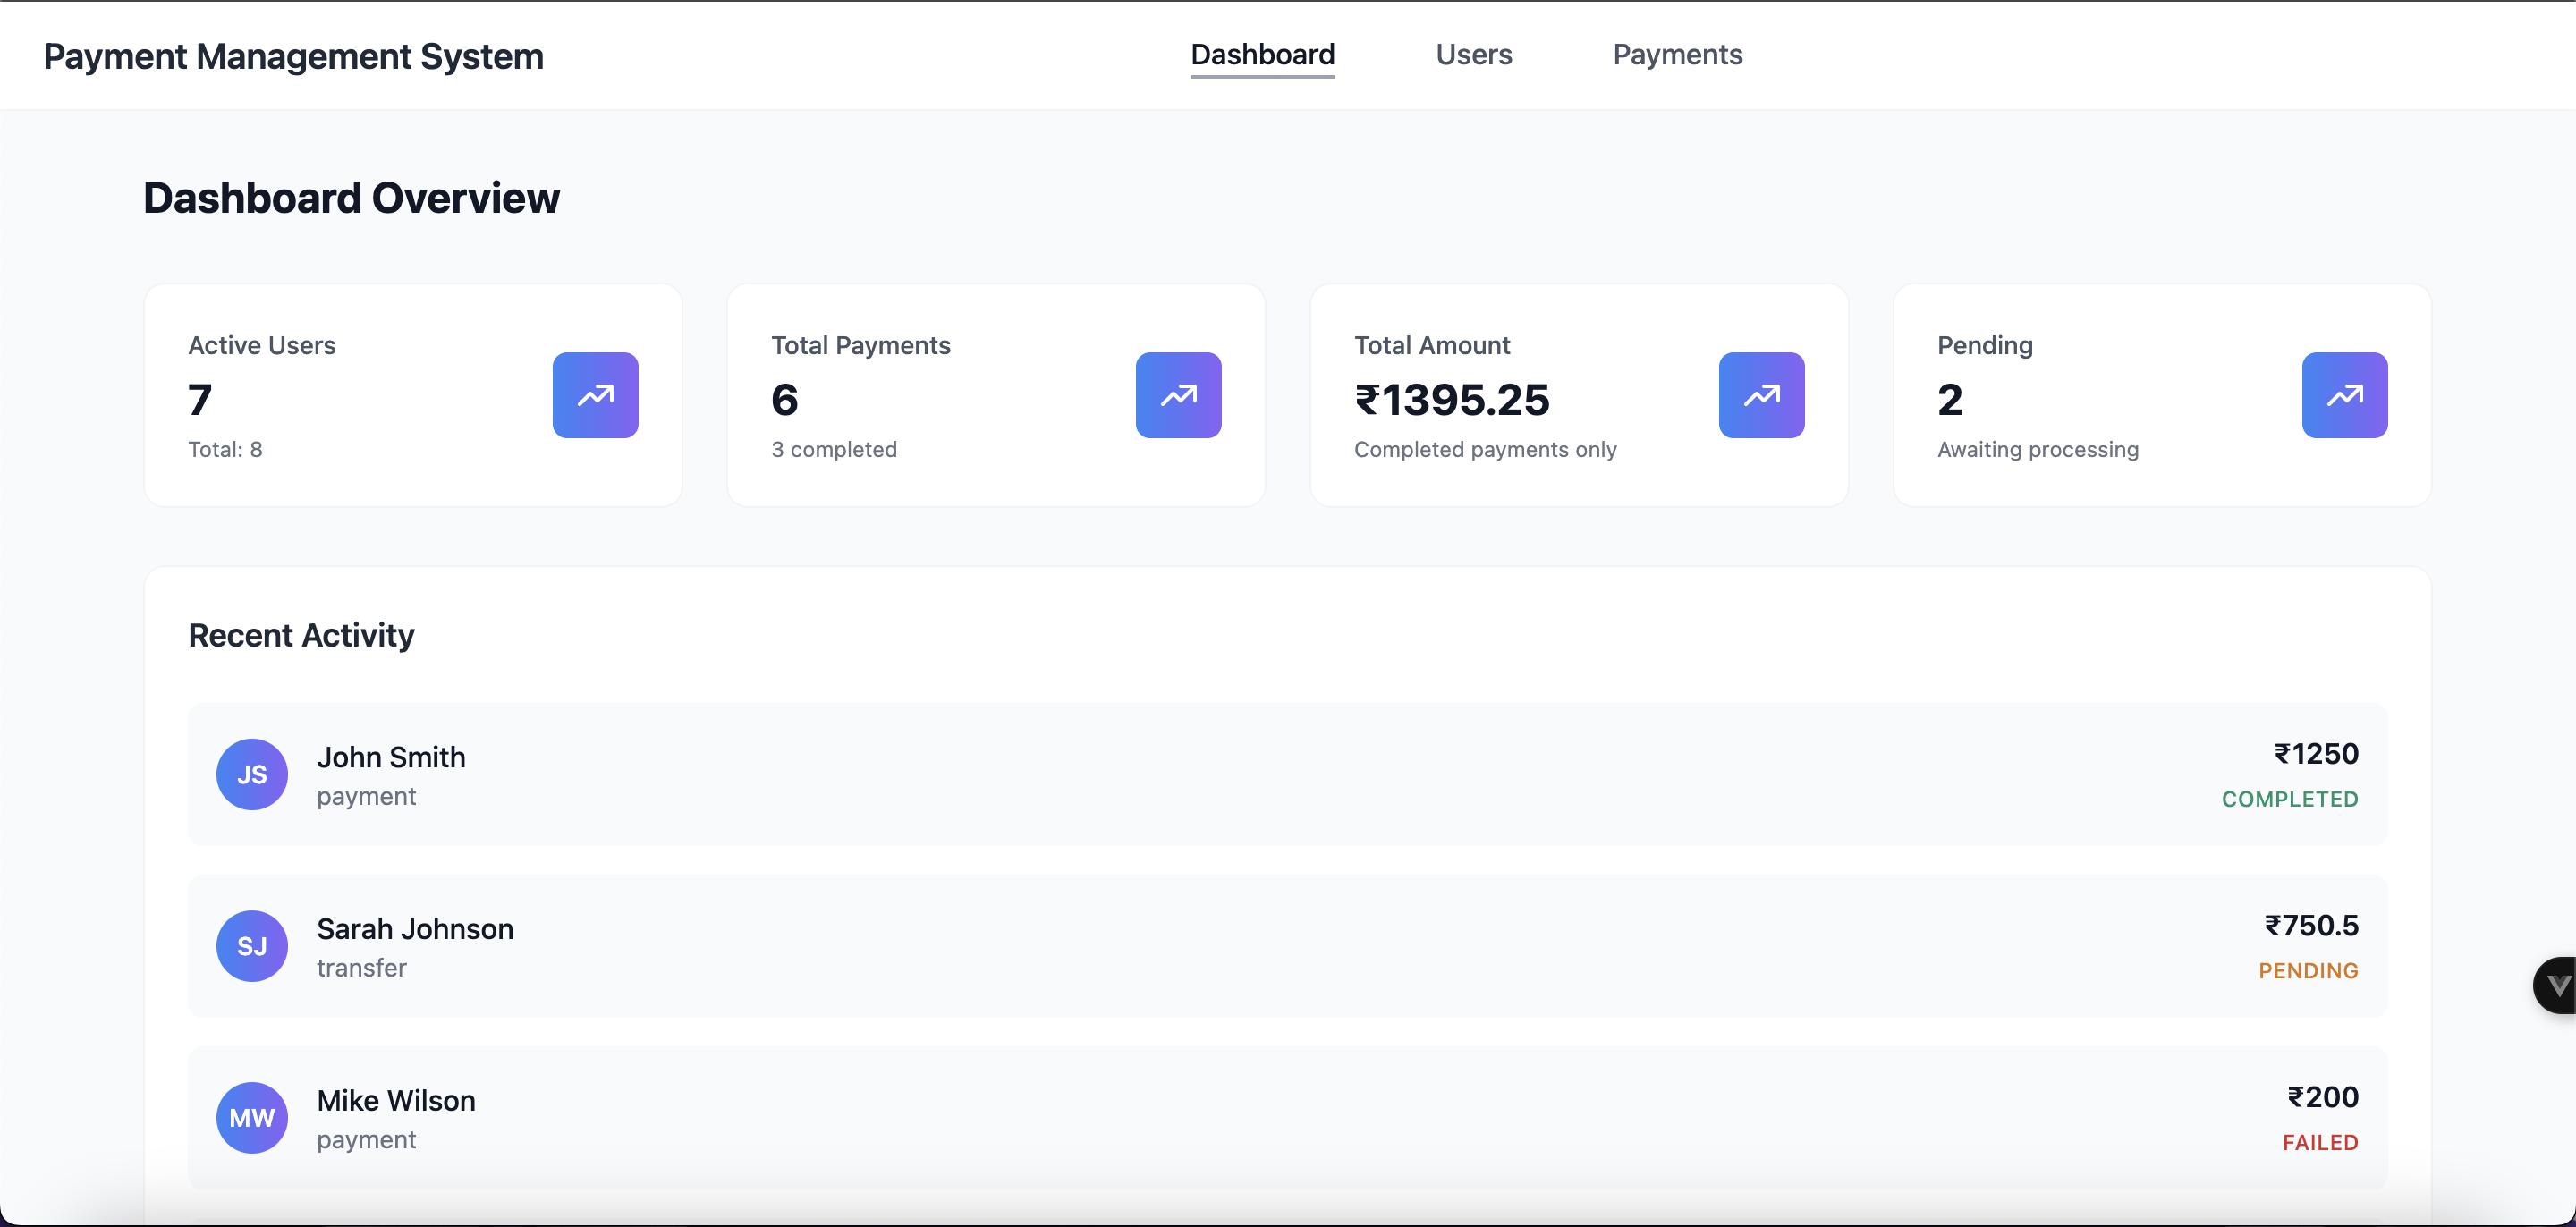 Payment Management System
Dashboard
Users
Payments
Dashboard Overview
Active Users
7
Total: 8
Total Payments
6
3 completed
Total Amount
₹1395.25
Completed payments only
Pending
2
Awaiting processing
Recent Activity
JS
John Smith
payment
₹1250
COMPLETED
SJ
Sarah Johnson
transfer
₹750.5
PENDING
MW
Mike Wilson
payment
₹200
FAILED